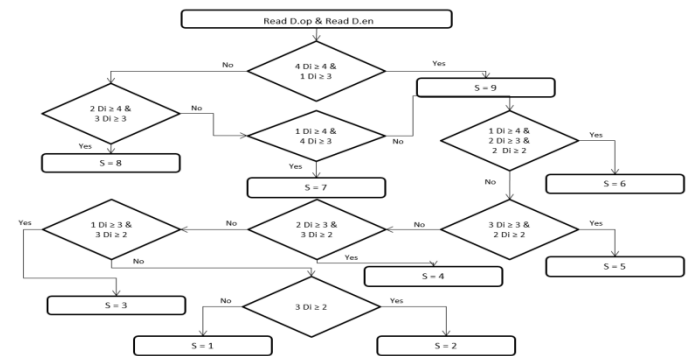 Read D.op & Read D.en
4 Di ≥ 4 &
1 Di ≥ 3
No
Yes
S = 9
2 Di ≥ 4 &
3 Di ≥ 3
No
Yes
S = 8
1 Di ≥ 4 &
4 Di ≥ 3
No
Yes
S = 7
1 Di ≥ 4 &
2 Di ≥ 3 &
2 Di ≥ 2
Yes
No
S = 6
3 Di ≥ 3 &
2 Di ≥ 2
Yes
No
S = 5
2 Di ≥ 3 &
3 Di ≥ 2
No
Yes
S = 4
1 Di ≥ 3 &
3 Di ≥ 2
Yes
No
S = 3
3 Di ≥ 2
No
Yes
S = 1
S = 2